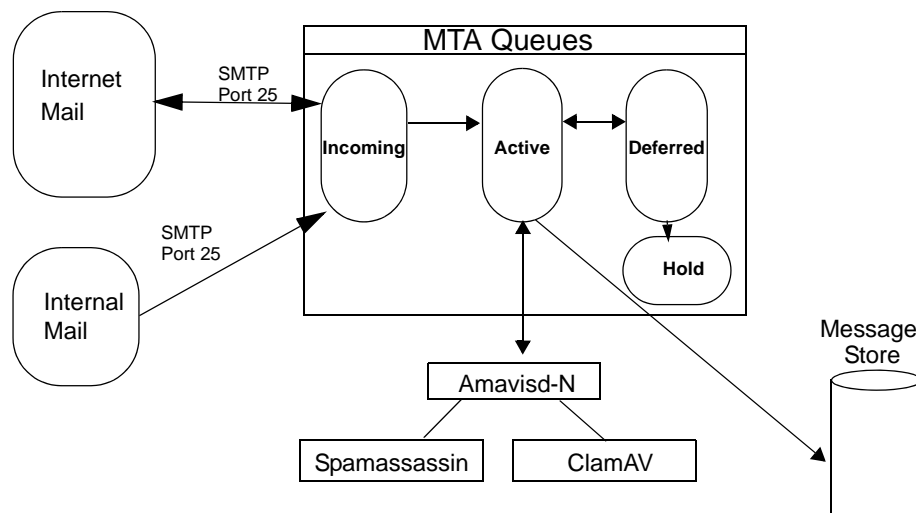 MTA Queues
Internet
Mail
SMTP
Port 25
Incoming
Active
Deferred
Hold
SMTP
Port 25
Internal
Mail
Message
Store
Amavisd-N
Spamassassin
ClamAV